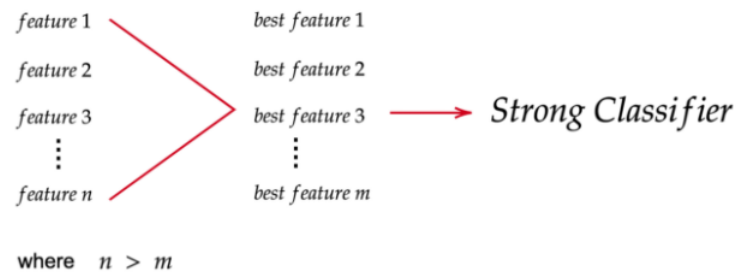 feature 1
feature 2
feature 3
feature n
best feature 1
best feature 2
best feature 3
best feature m
Strong Classifier
where n > m